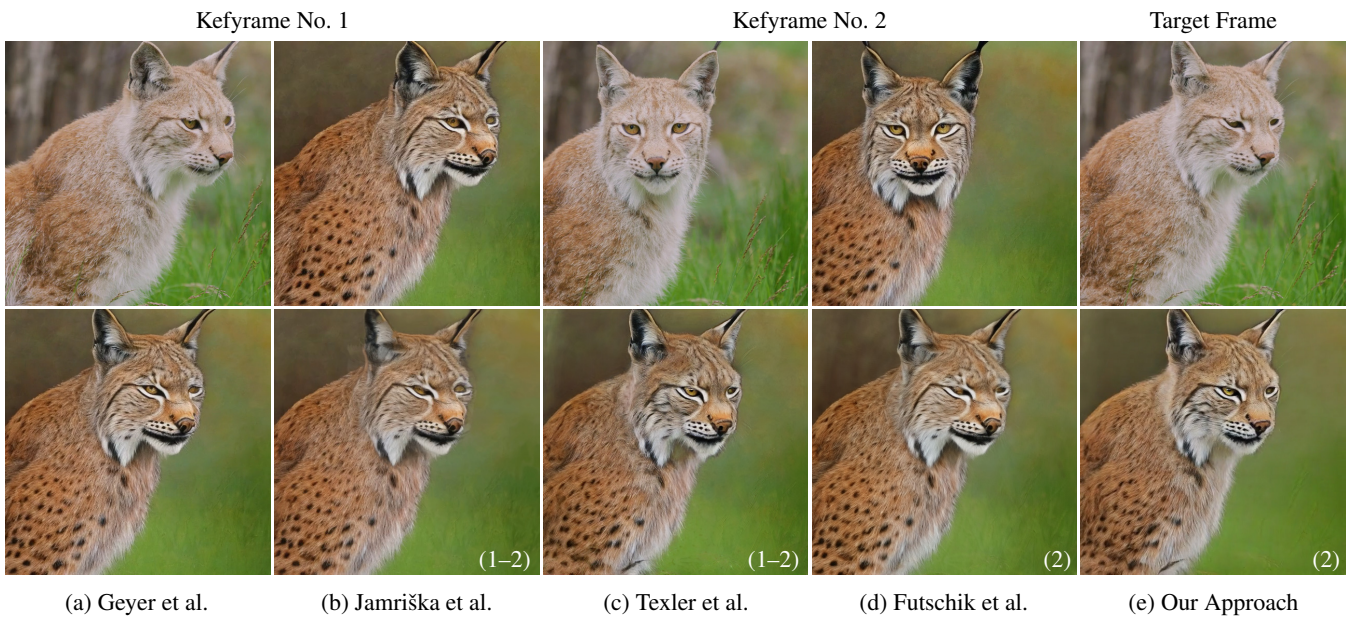 Kefyrame No. 1
Kefyrame No. 2
Target Frame
(1–2)
(1–2)
(2)
(2)
(a) Geyer et al.
(b) Jamriška et al.
(c) Texler et al.
(d) Futschik et al.
(e) Our Approach